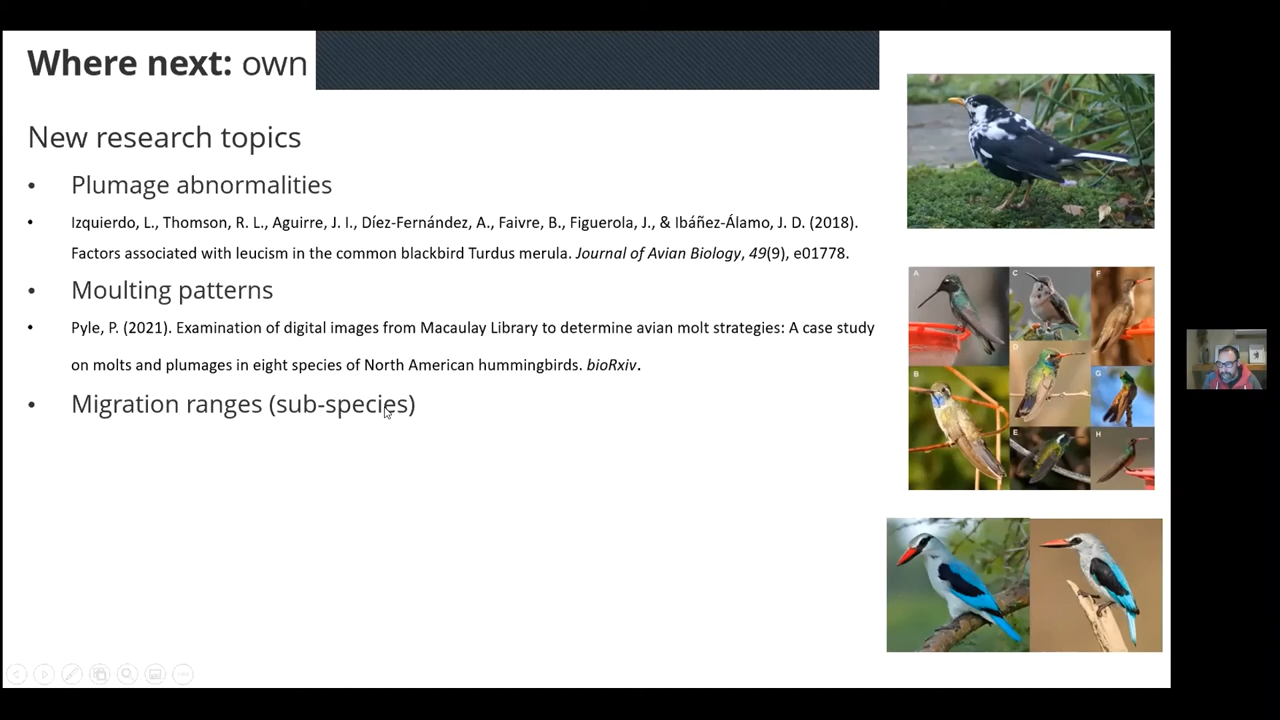 Where next: own
New research topics
• Plumage abnormalities
• Izquierdo, L., Thomson, R. L., Aguirre, J. I., Díez-Fernández, A., Faivre, B., Figuerola, J., & Ibáñez-Álamo, J. D. (2018).
Factors associated with leucism in the common blackbird Turdus merula. Journal of Avian Biology, 49(9), e01778.
• Moulting patterns
• Pyle, P. (2021). Examination of digital images from Macaulay Library to determine avian molt strategies: A case study
on molts and plumages in eight species of North American hummingbirds. bioRxiv.
• Migration ranges (sub-species)
A C F
D
B G
E H